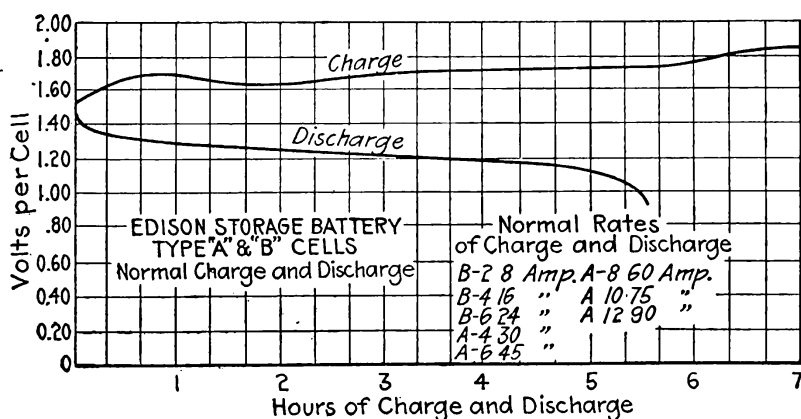 2.00
1.80
1.60
1.40
1.20
1.00
.80
0.60
0.40
0.20
0
Volts per Cell
Charge
Discharge
EDISON STORAGE BATTERY
TYPE "A" & "B" CELLS
Normal Charge and Discharge
Normal Rates
of Charge and Discharge
B-2 8 Amp. A-8 60 Amp.
B-4 16 " A 10·75 "
B-6 24 " A 12 90 "
A-4 30 "
A-6 45 "
1 2 3 4 5 6 7
Hours of Charge and Discharge